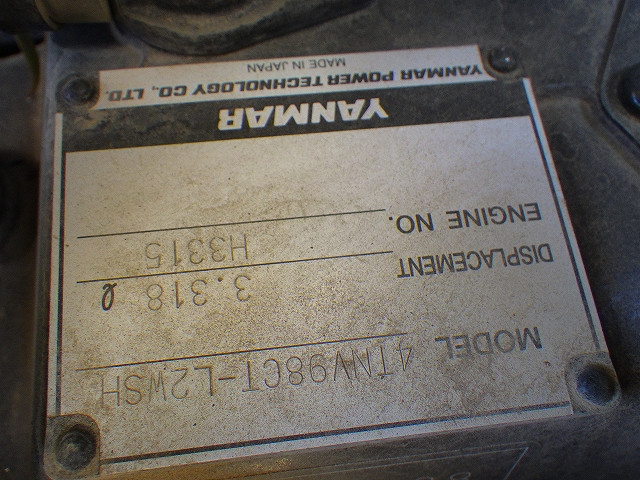 MODEL 4TNV98CT-L2WSH
DISPLACEMENT 3.318 ℓ
ENGINE NO. H3315
YANMAR
YANMAR POWER TECHNOLOGY CO., LTD.
MADE IN JAPAN